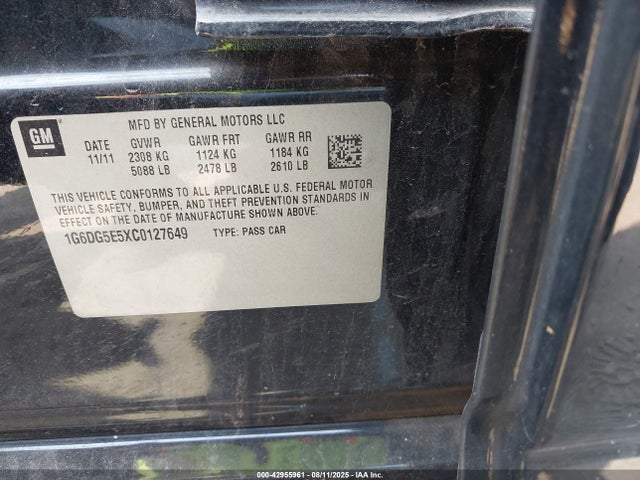 GM
MFD BY GENERAL MOTORS LLC
DATE GVWR GAWR FRT GAWR RR
11/11 2308 KG 1124 KG 1184 KG
5088 LB 2478 LB 2610 LB
THIS VEHICLE CONFORMS TO ALL APPLICABLE U.S. FEDERAL MOTOR
VEHICLE SAFETY, BUMPER, AND THEFT PREVENTION STANDARDS IN
EFFECT ON THE DATE OF MANUFACTURE SHOWN ABOVE.
1G6DG5E5XC0127649 TYPE: PASS CAR
000-42955961 - 08/11/2025 - IAA Inc.